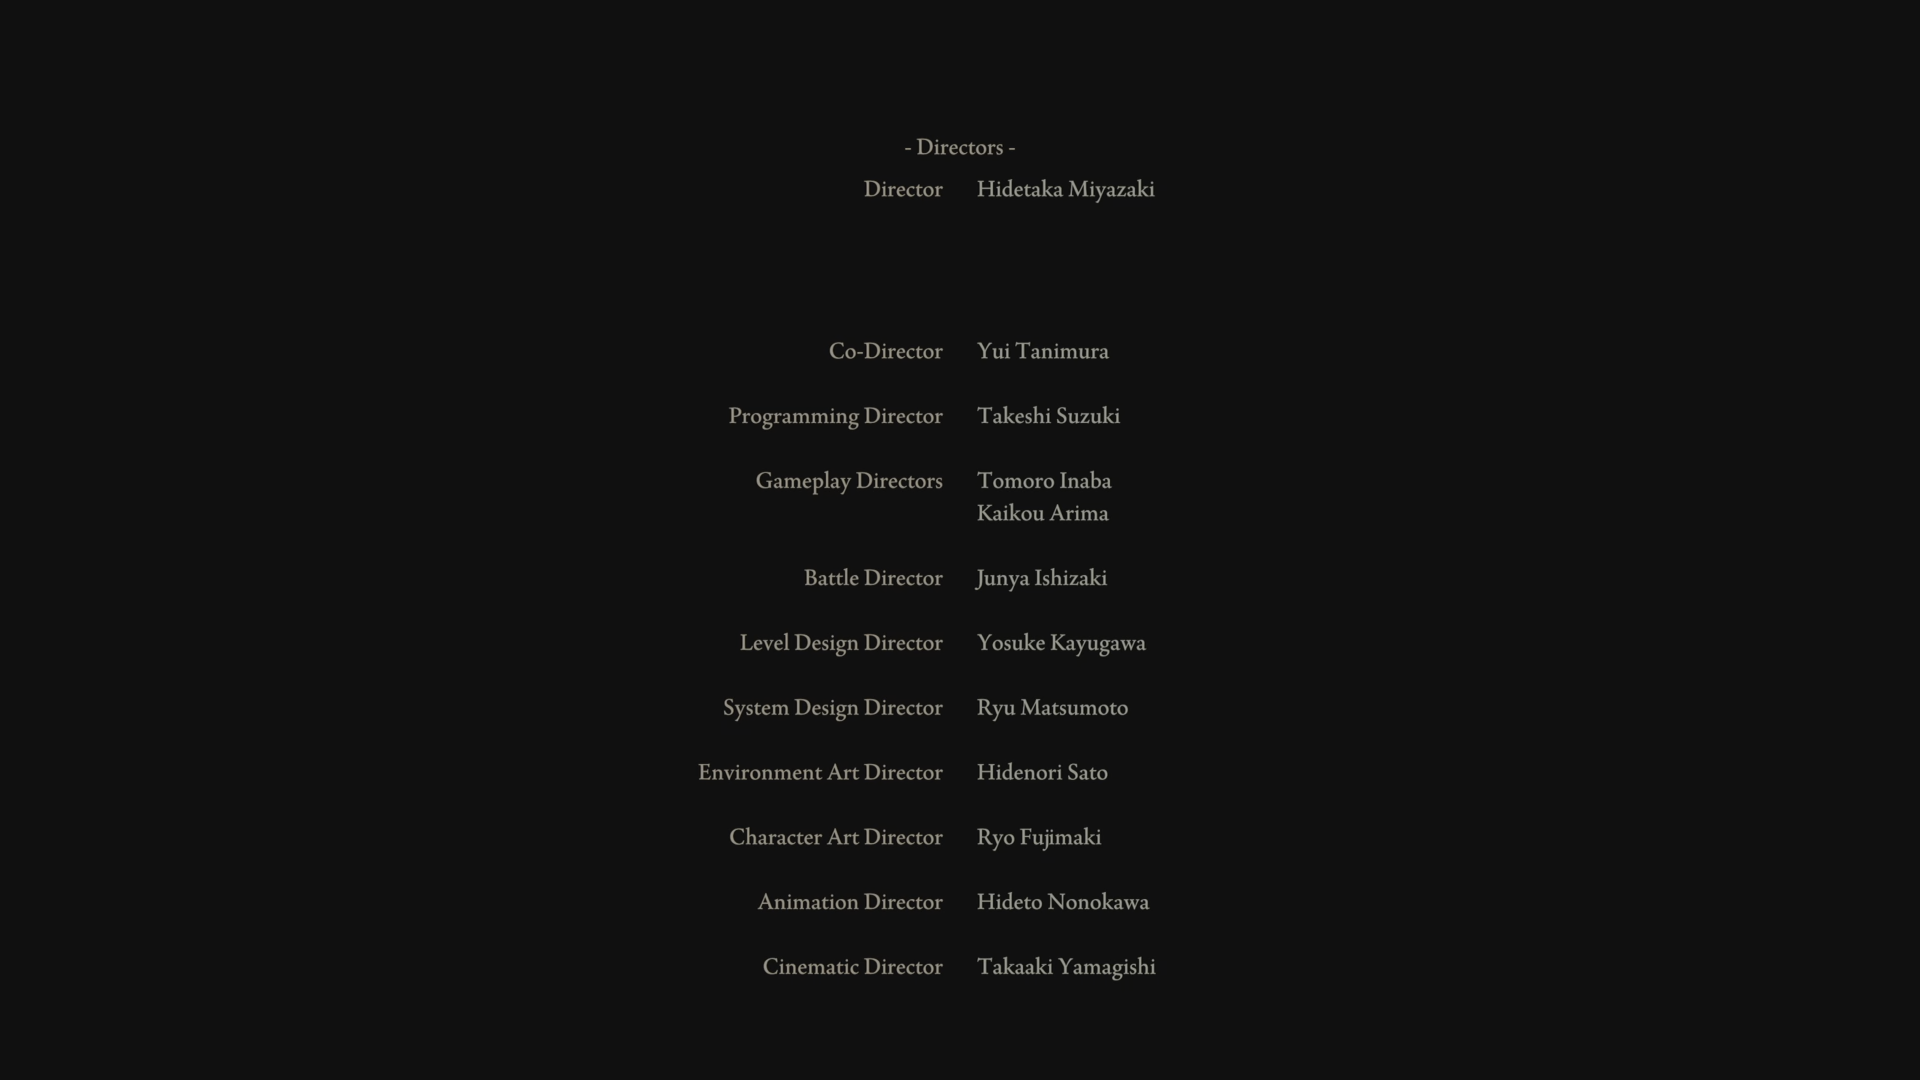 - Directors -
Director Hidetaka Miyazaki
Co-Director Yui Tanimura
Programming Director Takeshi Suzuki
Gameplay Directors Tomoro Inaba
Kaikou Arima
Battle Director Junya Ishizaki
Level Design Director Yosuke Kayugawa
System Design Director Ryu Matsumoto
Environment Art Director Hidenori Sato
Character Art Director Ryo Fujimaki
Animation Director Hideto Nonokawa
Cinematic Director Takaaki Yamagishi